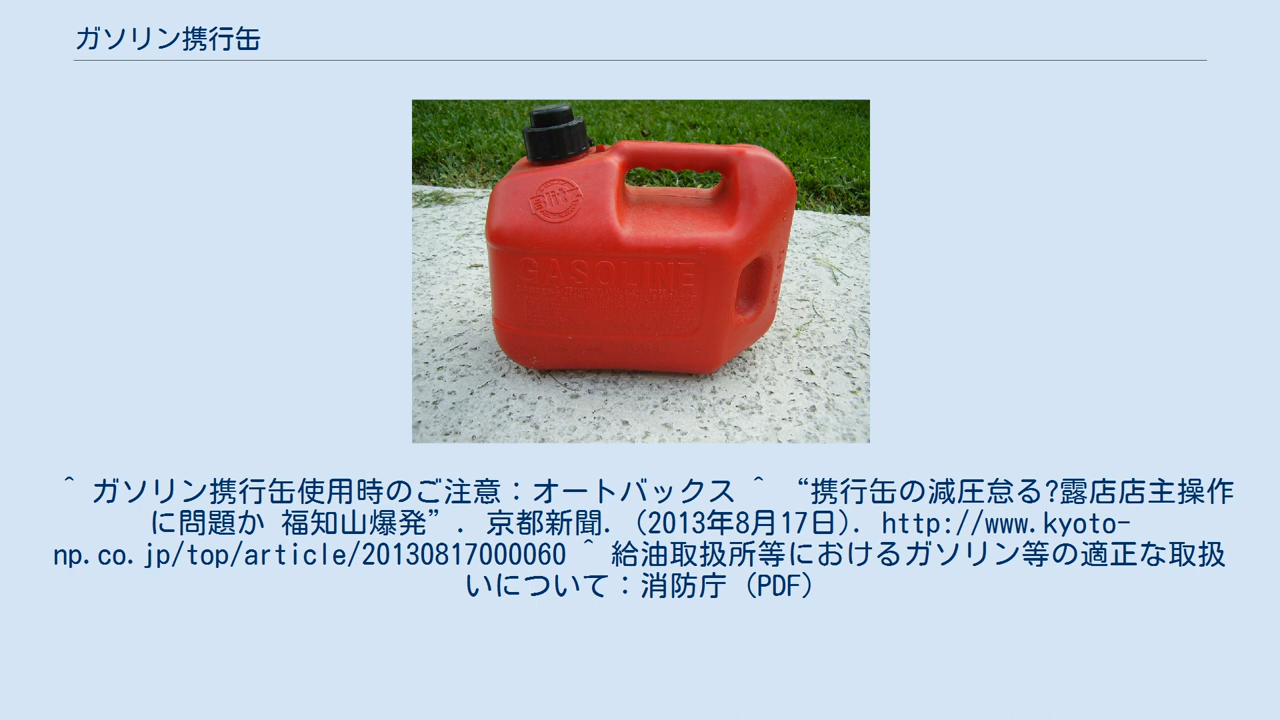 ガソリン携行缶
Blitz
GASOLINE
^ ガソリン携行缶使用時のご注意：オートバックス ^ “携行缶の減圧怠る?露店店主操作
に問題か 福知山爆発”. 京都新聞. (2013年8月17日). http://www.kyoto-
np.co.jp/top/article/20130817000060 ^ 給油取扱所等におけるガソリン等の適正な取扱
いについて：消防庁 (PDF)